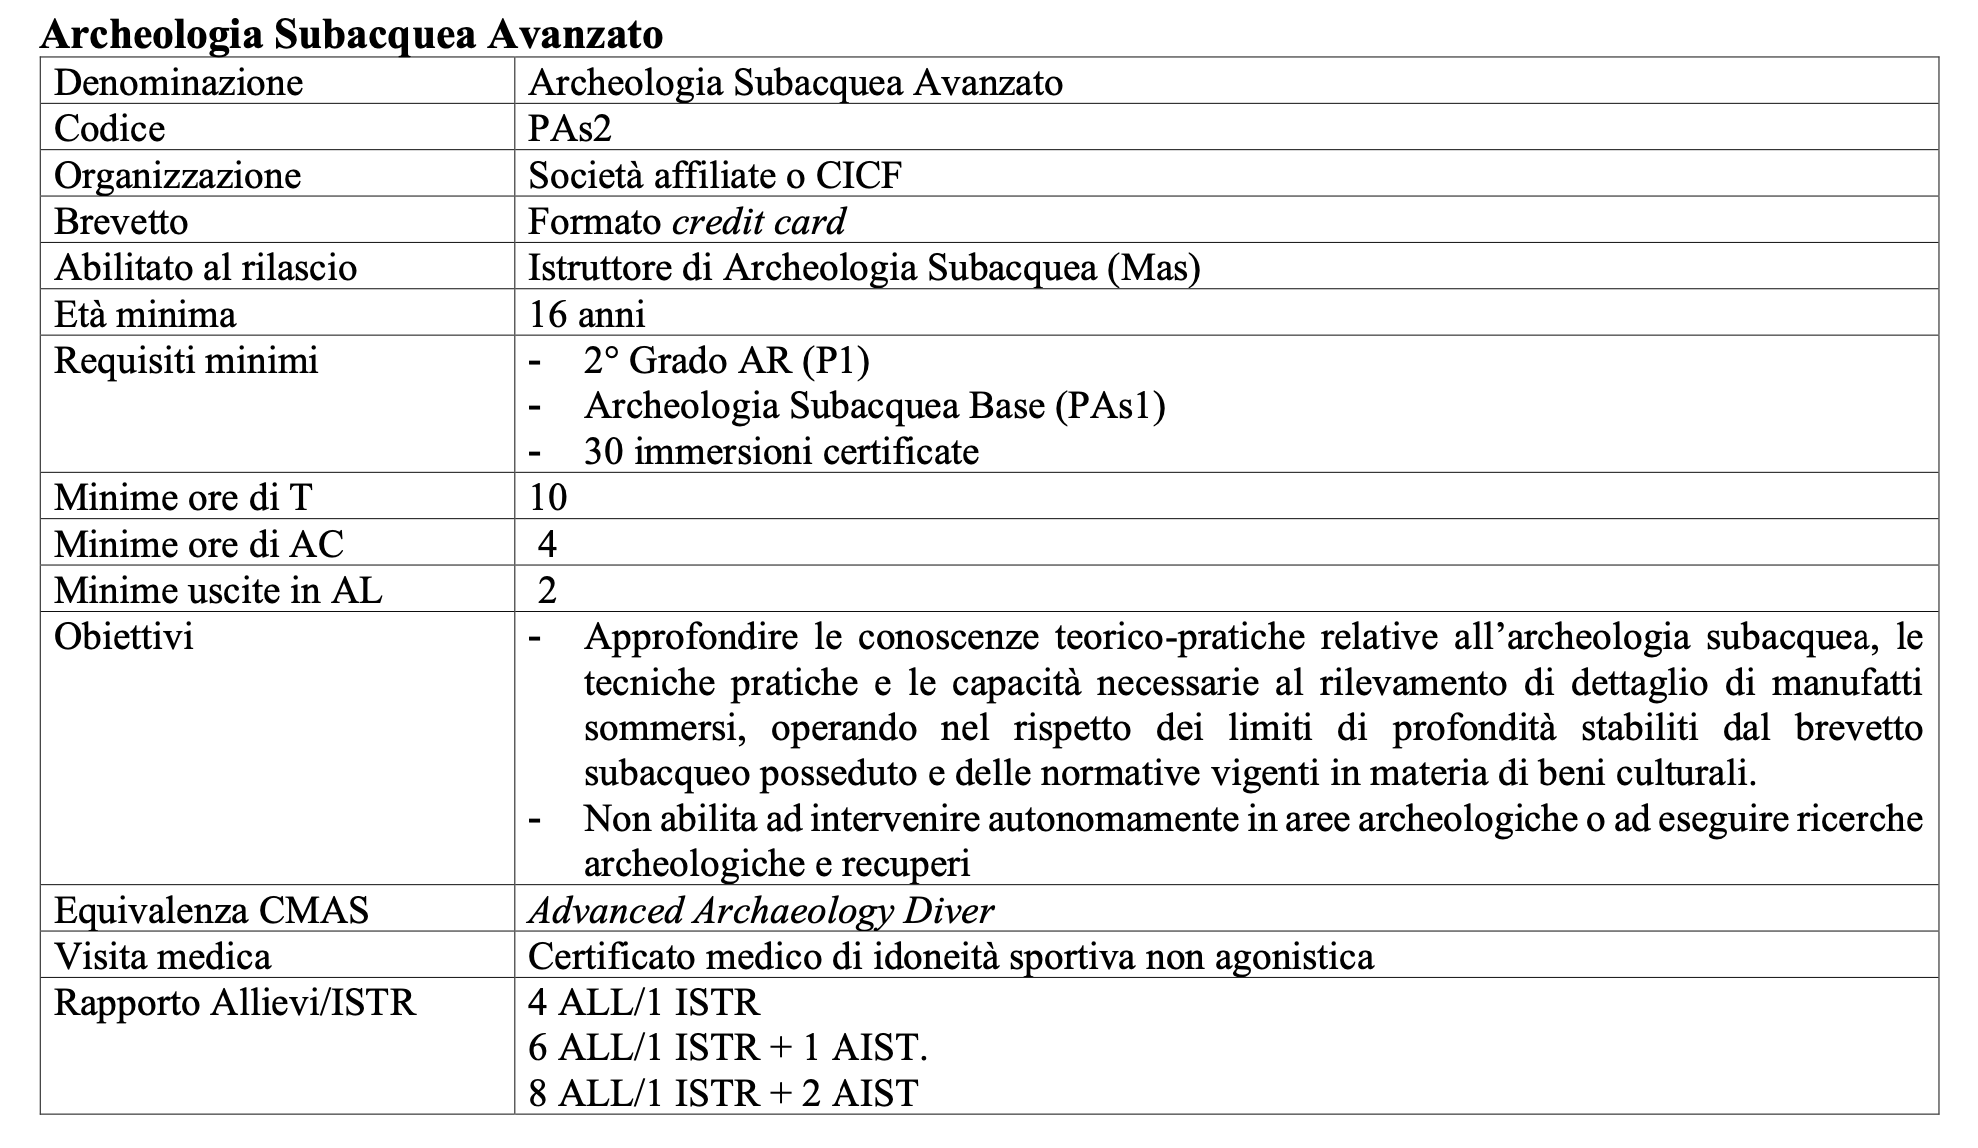 Archeologia Subacquea Avanzato
Denominazione Archeologia Subacquea Avanzato
Codice PAs2
Organizzazione Società affiliate o CICF
Brevetto Formato credit card
Abilitato al rilascio Istruttore di Archeologia Subacquea (Mas)
Età minima 16 anni
Requisiti minimi - 2° Grado AR (P1)
- Archeologia Subacquea Base (PAs1)
- 30 immersioni certificate
Minime ore di T 10
Minime ore di AC 4
Minime uscite in AL 2
Obiettivi - Approfondire le conoscenze teorico-pratiche relative all’archeologia subacquea, le
tecniche pratiche e le capacità necessarie al rilevamento di dettaglio di manufatti
sommersi, operando nel rispetto dei limiti di profondità stabiliti dal brevetto
subacqueo posseduto e delle normative vigenti in materia di beni culturali.
- Non abilita ad intervenire autonomamente in aree archeologiche o ad eseguire ricerche
archeologiche e recuperi
Equivalenza CMAS Advanced Archaeology Diver
Visita medica Certificato medico di idoneità sportiva non agonistica
Rapporto Allievi/ISTR 4 ALL/1 ISTR
6 ALL/1 ISTR + 1 AIST.
8 ALL/1 ISTR + 2 AIST